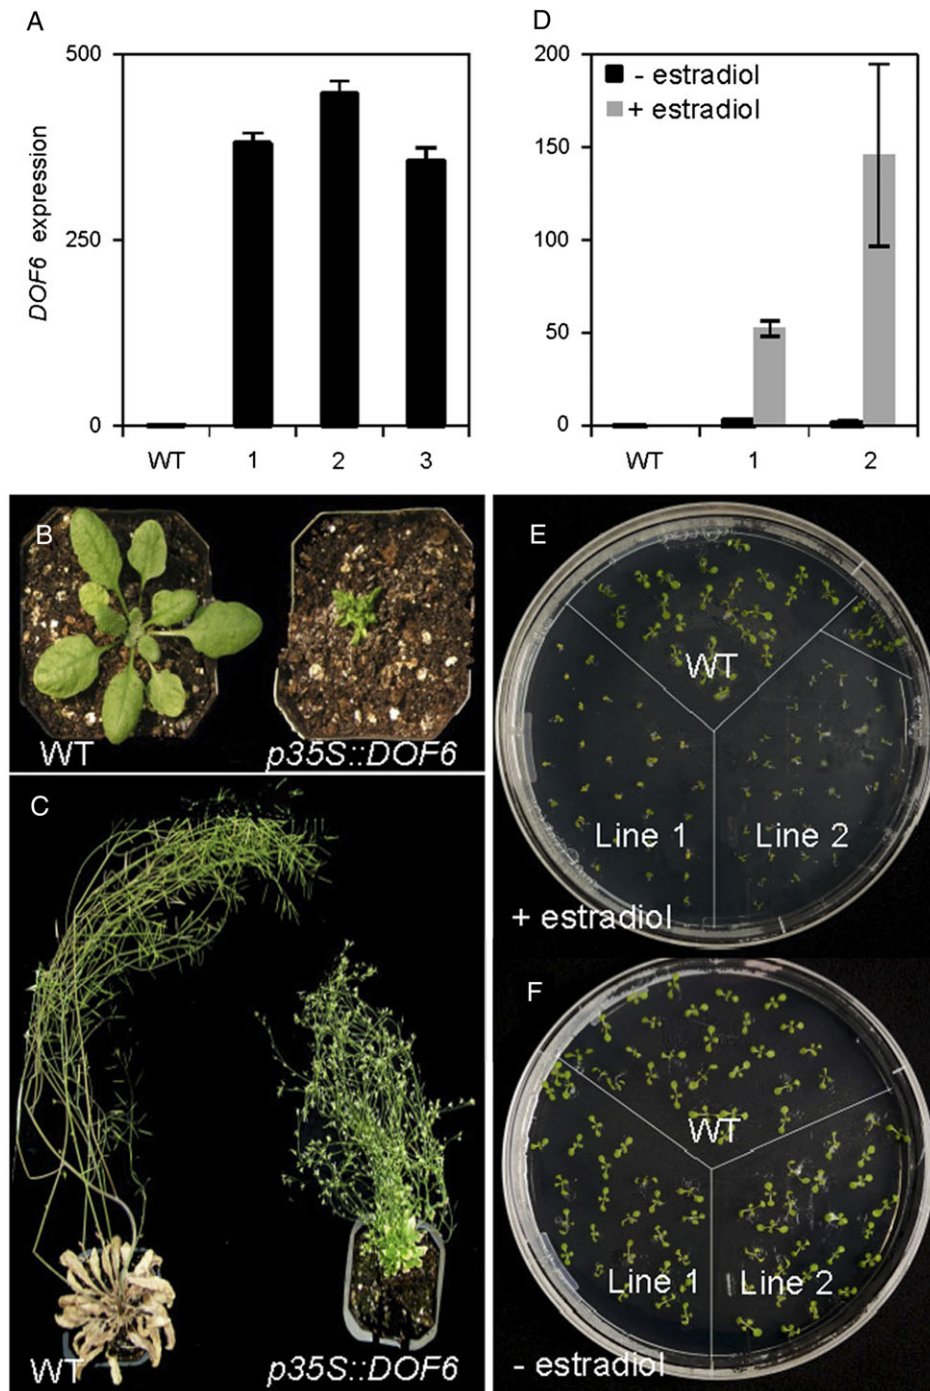 A
DOF6 expression
500
250
0
WT 1 2 3
D
200
150
100
50
0
- estradiol
+ estradiol
WT 1 2
B
WT p35S::DOF6
C
WT p35S::DOF6
E
WT
Line 1 Line 2
+ estradiol
F
WT
Line 1 Line 2
- estradiol